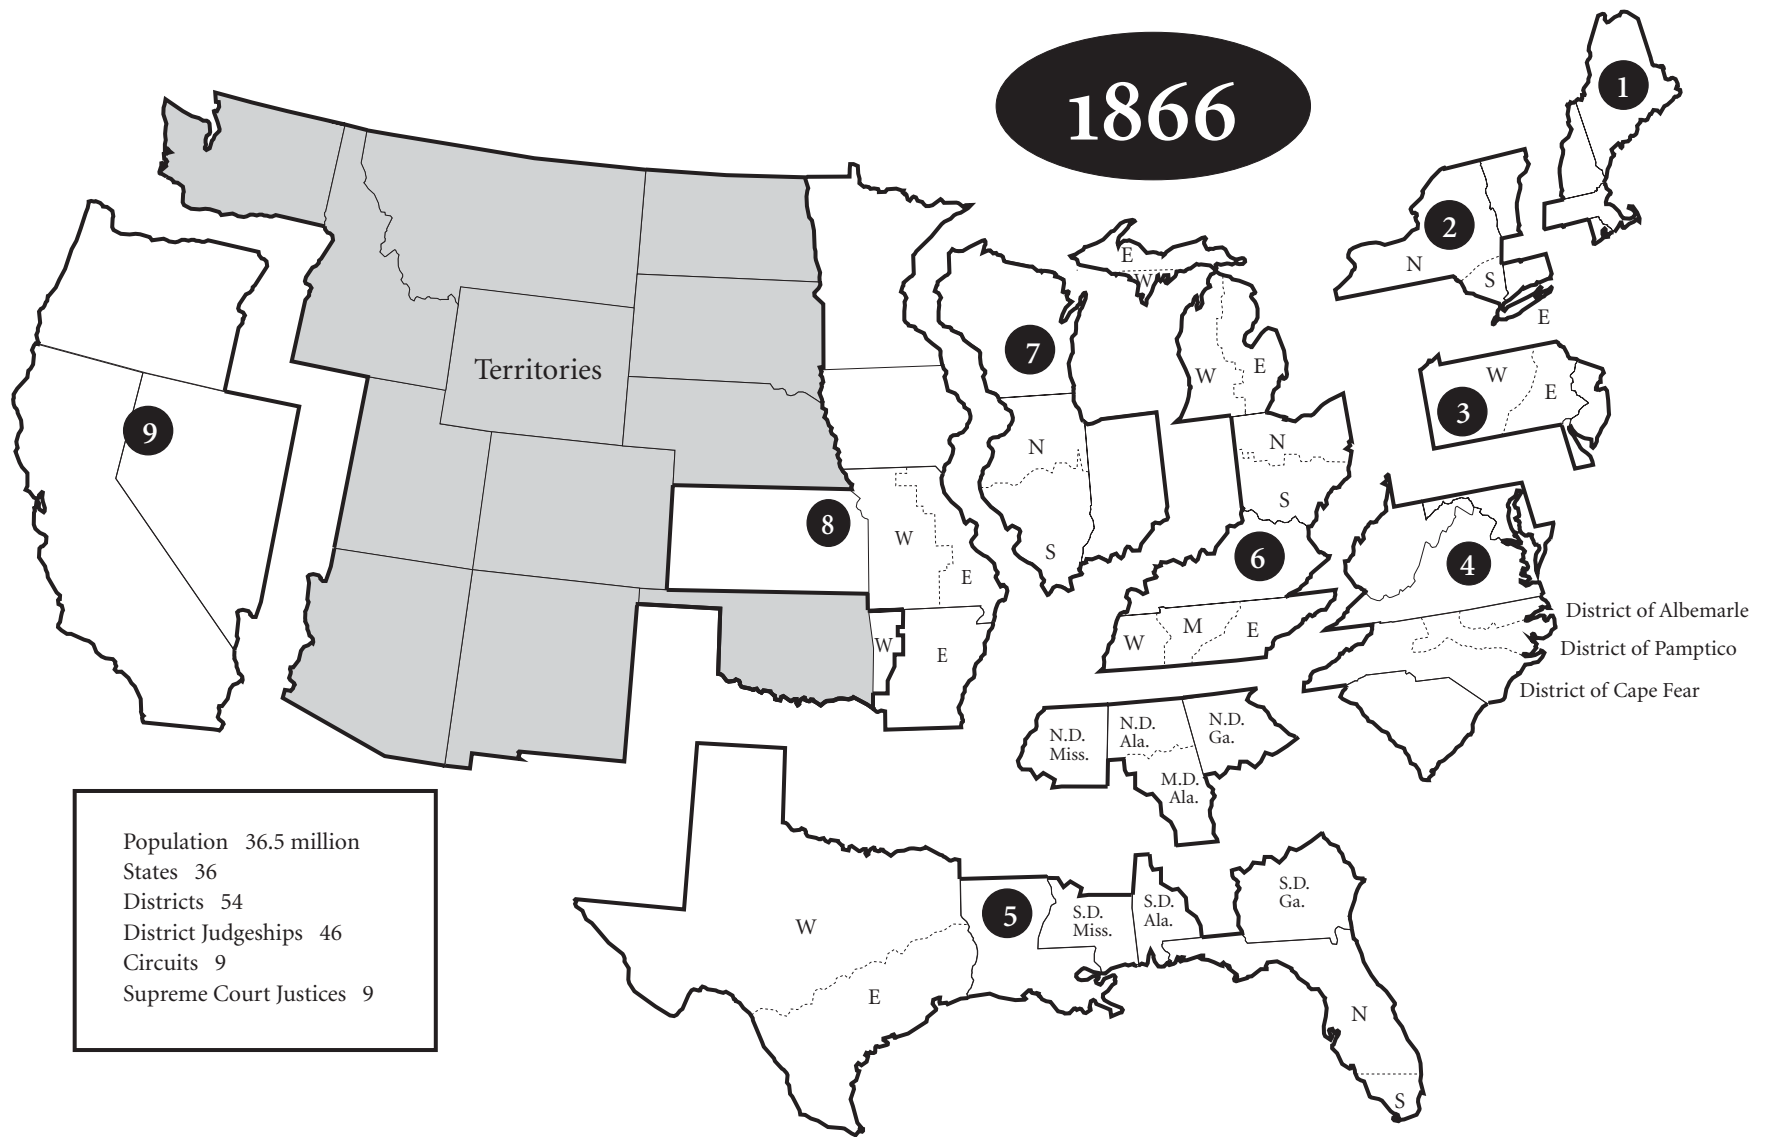 1866
1
2
N
S
E
E
W
7
W
E
3
W
E
Territories
9
N
S
N
S
8
W
E
6
4
W
M
E
W
E
District of Albemarle
District of Pamptico
District of Cape Fear
N.D.
Miss.
N.D.
Ala.
N.D.
Ga.
M.D.
Ala.
Population 36.5 million
States 36
Districts 54
District Judgeships 46
Circuits 9
Supreme Court Justices 9
W
E
5
S.D.
Miss.
S.D.
Ala.
S.D.
Ga.
N
S